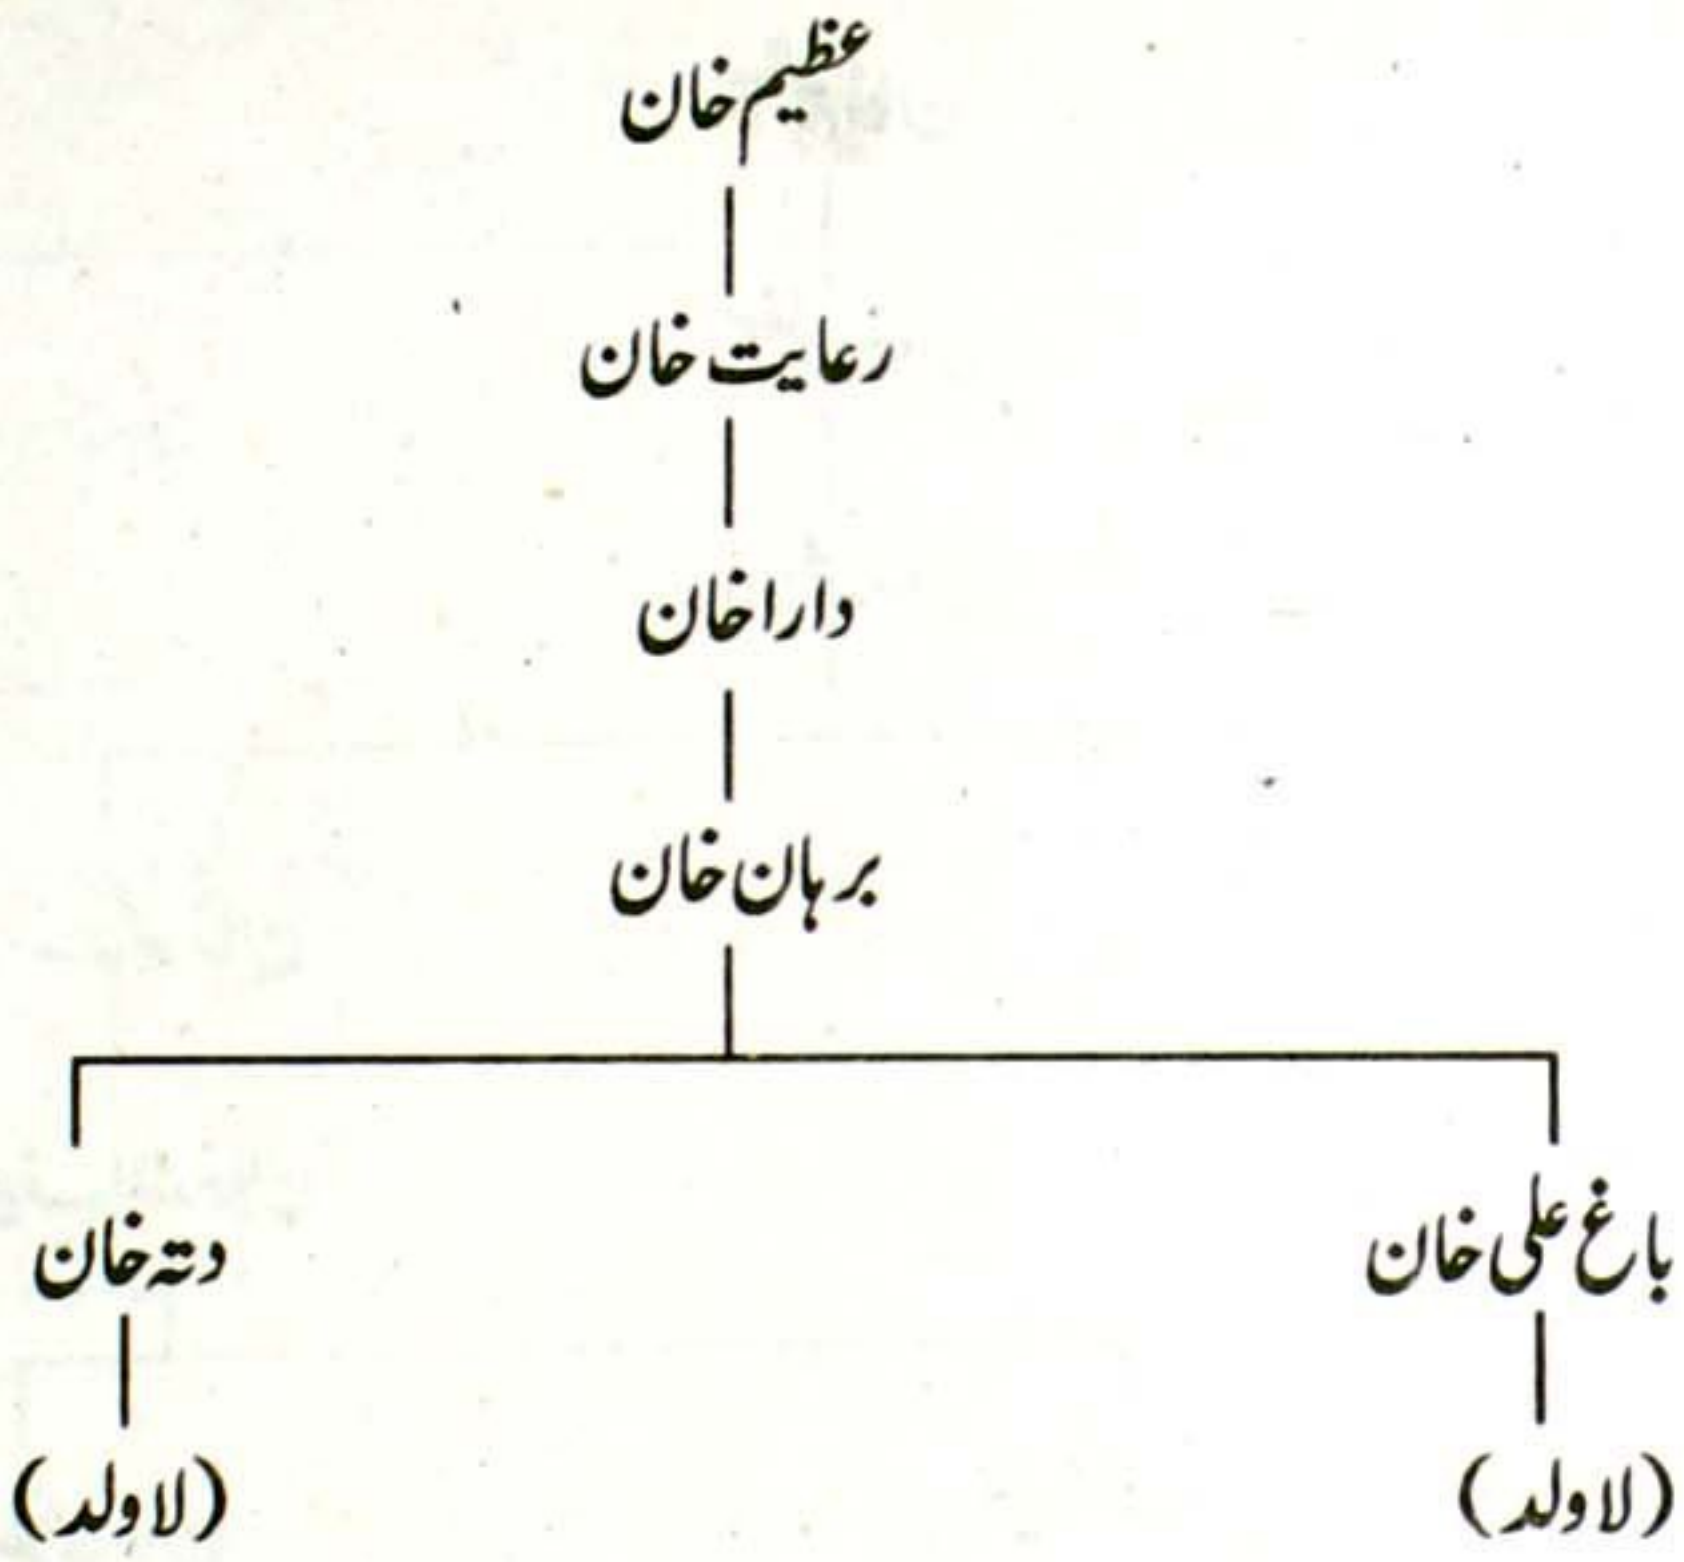 عظیم خان
رعایت خان
دارا خان
برہان خان
باغ علی خان
دتہ خان
(لاولد)
(لاولد)